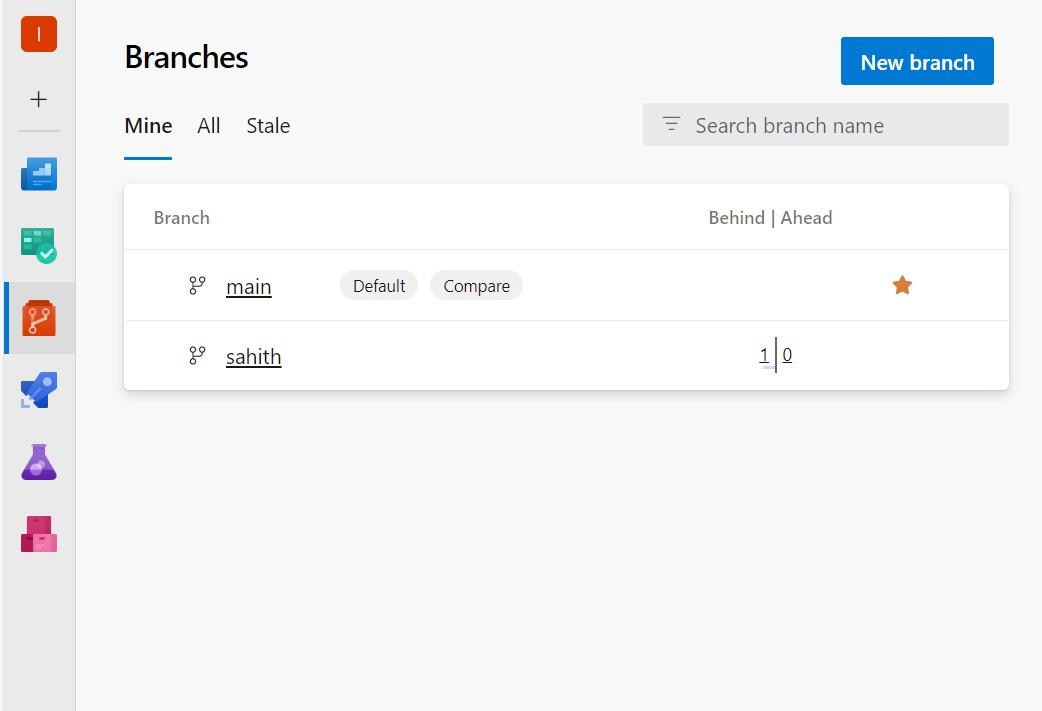 I
Branches
New branch
Mine All Stale
Search branch name
Branch Behind | Ahead
main Default Compare
sahith 1 0